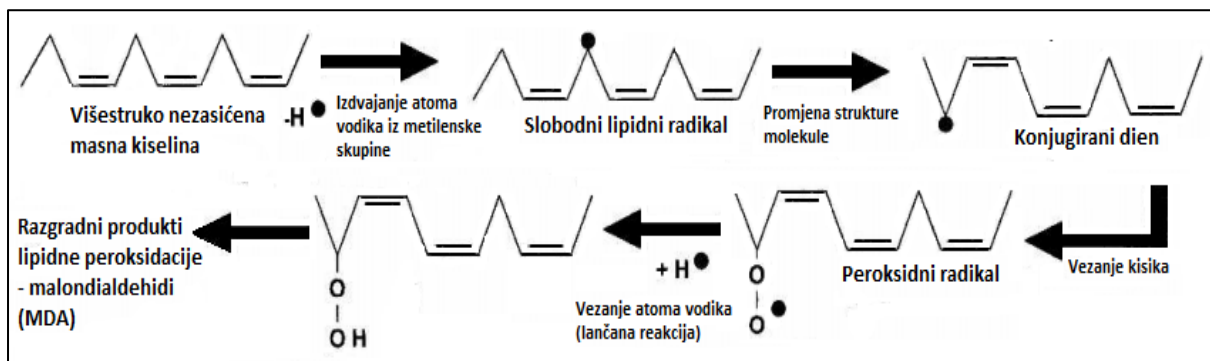 Višestruko nezasićena
masna kiselina
-H
Izdvajanje atoma
vodika iz metilenske
skupine
Slobodni lipidni radikal
Promjena strukture
molekule
Konjugirani dien
Vezanje kisika
Peroksidni radikal
O
O
+ H
Vezanje atoma vodika
(lančana reakcija)
O
O H
Razgradni produkti
lipidne peroksidacije
- malondialdehidi
(MDA)